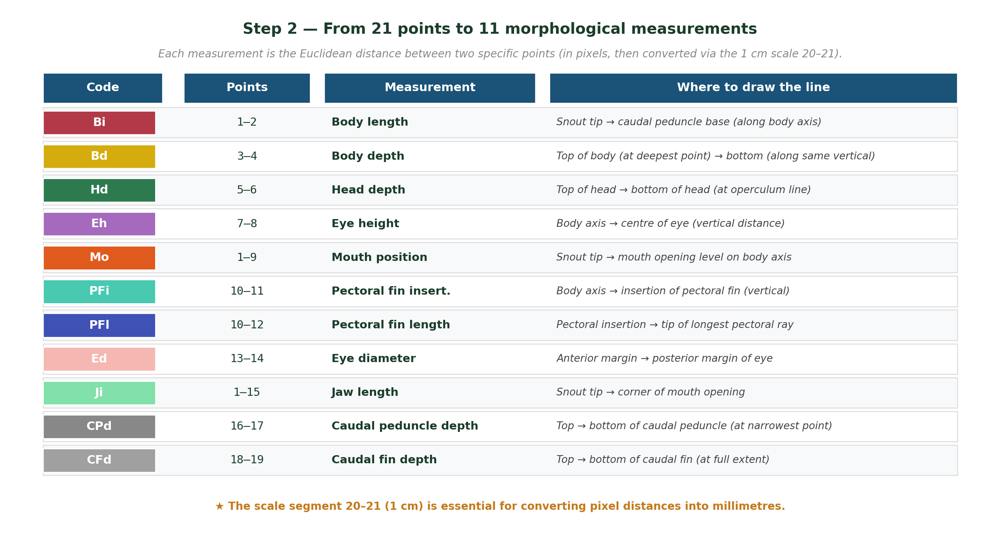 Step 2 — From 21 points to 11 morphological measurements
Each measurement is the Euclidean distance between two specific points (in pixels, then converted via the 1 cm scale 20–21).
Code Points Measurement Where to draw the line
Bi 1–2 Body length Snout tip → caudal peduncle base (along body axis)
Bd 3–4 Body depth Top of body (at deepest point) → bottom (along same vertical)
Hd 5–6 Head depth Top of head → bottom of head (at operculum line)
Eh 7–8 Eye height Body axis → centre of eye (vertical distance)
Mo 1–9 Mouth position Snout tip → mouth opening level on body axis
PFi 10–11 Pectoral fin insert. Body axis → insertion of pectoral fin (vertical)
PFl 10–12 Pectoral fin length Pectoral insertion → tip of longest pectoral ray
Ed 13–14 Eye diameter Anterior margin → posterior margin of eye
Ji 1–15 Jaw length Snout tip → corner of mouth opening
CPd 16–17 Caudal peduncle depth Top → bottom of caudal peduncle (at narrowest point)
CFd 18–19 Caudal fin depth Top → bottom of caudal fin (at full extent)
★ The scale segment 20–21 (1 cm) is essential for converting pixel distances into millimetres.